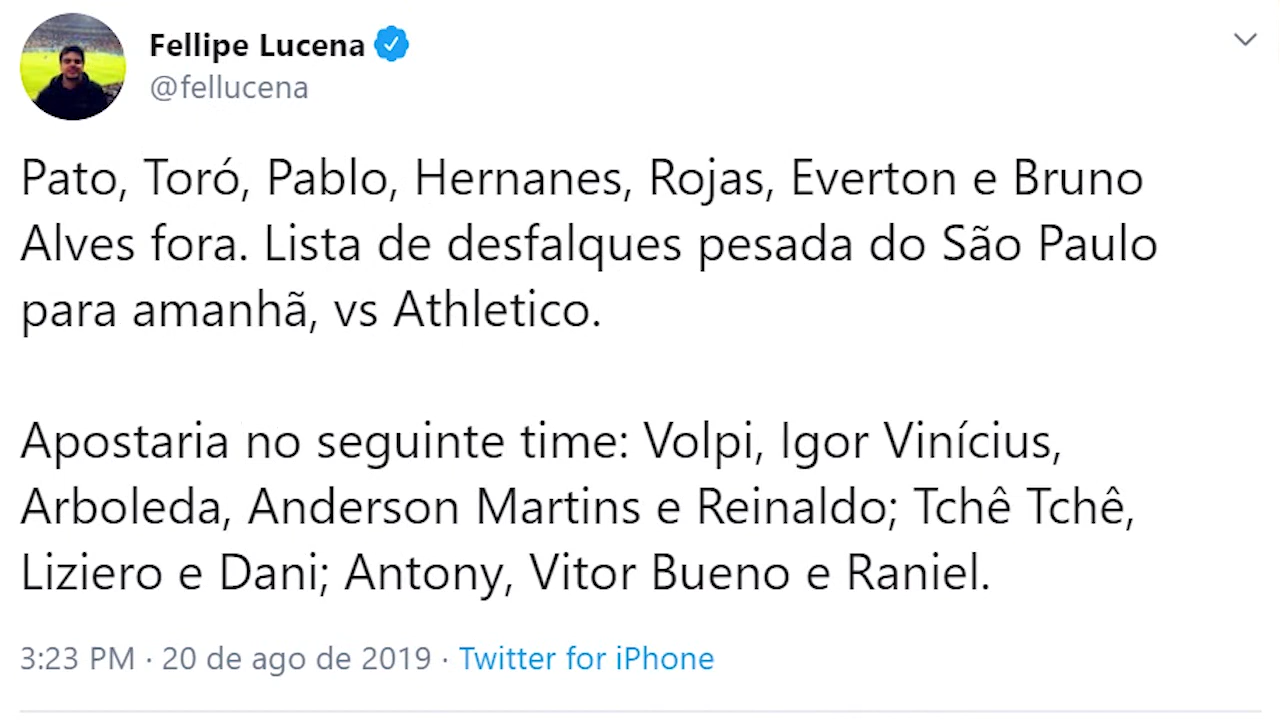 Fellipe Lucena
@fellucena
Pato, Toró, Pablo, Hernanes, Rojas, Everton e Bruno
Alves fora. Lista de desfalques pesada do São Paulo
para amanhã, vs Athletico.
Apostaria no seguinte time: Volpi, Igor Vinícius,
Arboleda, Anderson Martins e Reinaldo; Tchê Tchê,
Liziero e Dani; Antony, Vitor Bueno e Raniel.
3:23 PM · 20 de ago de 2019 · Twitter for iPhone